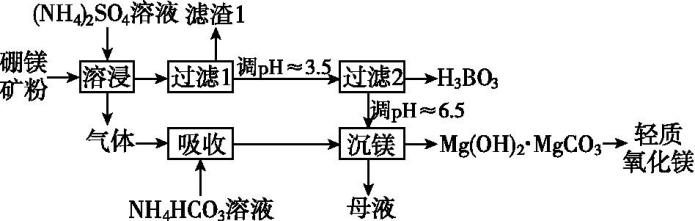 (NH4)2SO4溶液 滤渣1
硼镁矿粉 溶浸 过滤1 调pH≈3.5 过滤2 H3BO3
调pH≈6.5
气体 吸收 沉镁 Mg(OH)2·MgCO3 轻质氧化镁
NH4HCO3溶液 母液